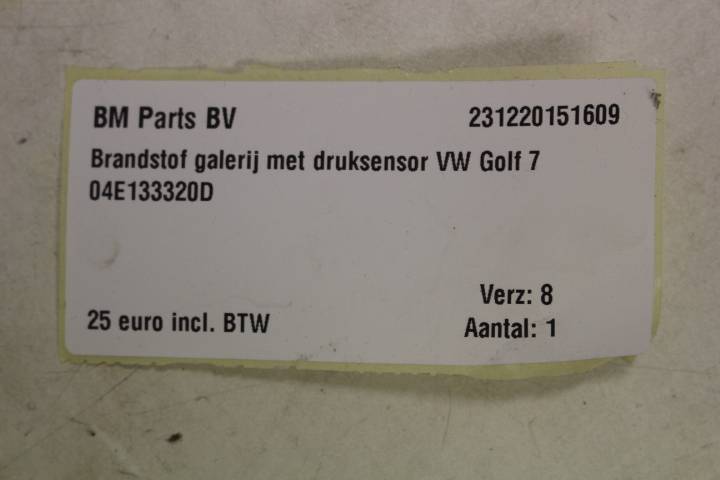 BM Parts BV 231220151609
Brandstof galerij met druksensor VW Golf 7
04E133320D
Verz: 8
25 euro incl. BTW Aantal: 1